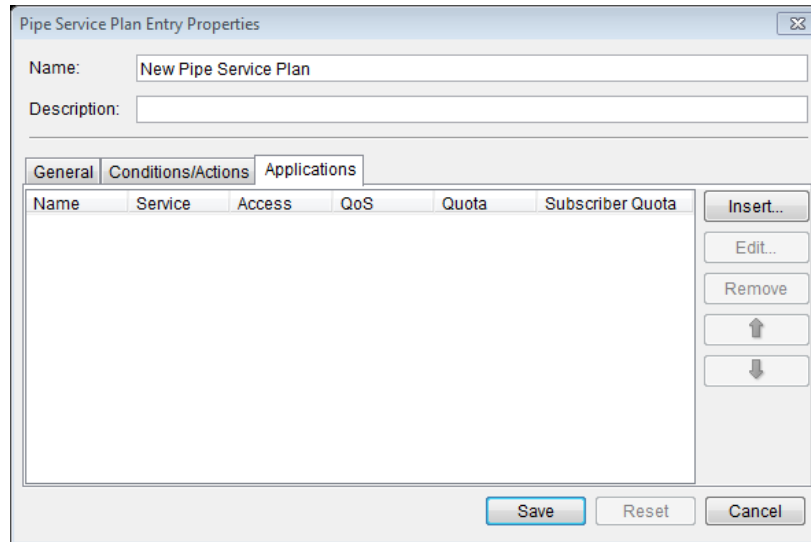 Pipe Service Plan Entry Properties
Name: New Pipe Service Plan
Description:
General Conditions/Actions Applications
Name Service Access QoS Quota Subscriber Quota
Insert...
Edit...
Remove
Save Reset Cancel